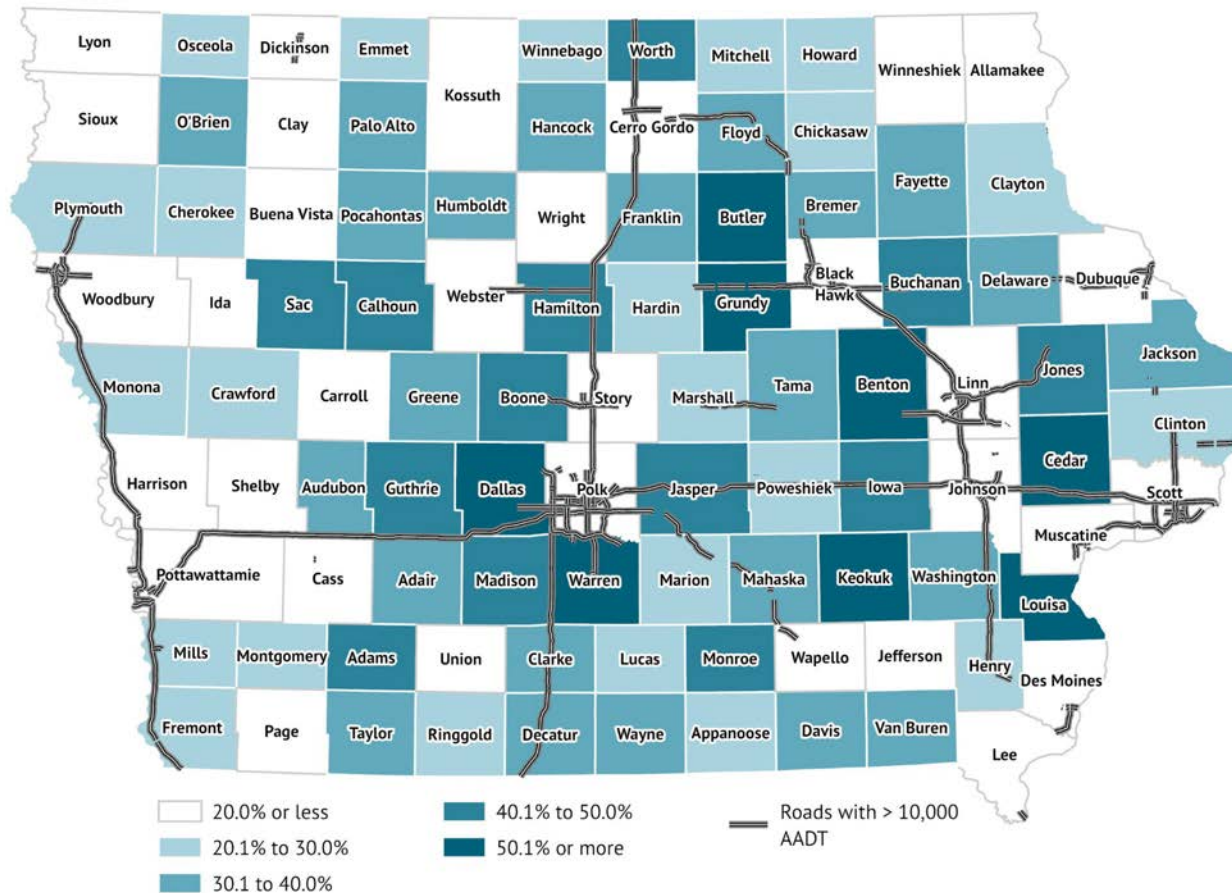 Lyon
Osceola
Dickinson
Emmet
Winnebago
Worth
Mitchell
Howard
Winneshiek
Allamakee
Kossuth
Sioux
O'Brien
Clay
Palo Alto
Hancock
Cerro Gordo
Floyd
Chickasaw
Fayette
Clayton
Plymouth
Cherokee
Buena Vista
Pocahontas
Humboldt
Wright
Franklin
Butler
Bremer
Woodbury
Ida
Sac
Calhoun
Webster
Hamilton
Hardin
Grundy
Black
Hawk
Buchanan
Delaware
Dubuque
Monona
Crawford
Carroll
Greene
Boone
Story
Marshall
Tama
Benton
Linn
Jones
Jackson
Clinton
Harrison
Shelby
Audubon
Guthrie
Dallas
Polk
Jasper
Poweshiek
Iowa
Johnson
Cedar
Scott
Muscatine
Pottawattamie
Cass
Adair
Madison
Warren
Marion
Mahaska
Keokuk
Washington
Louisa
Mills
Montgomery
Adams
Union
Clarke
Lucas
Monroe
Wapello
Jefferson
Henry
Des Moines
Fremont
Page
Taylor
Ringgold
Decatur
Wayne
Appanoose
Davis
Van Buren
Lee
20.0% or less
20.1% to 30.0%
30.1 to 40.0%
40.1% to 50.0%
50.1% or more
Roads with > 10,000
AADT